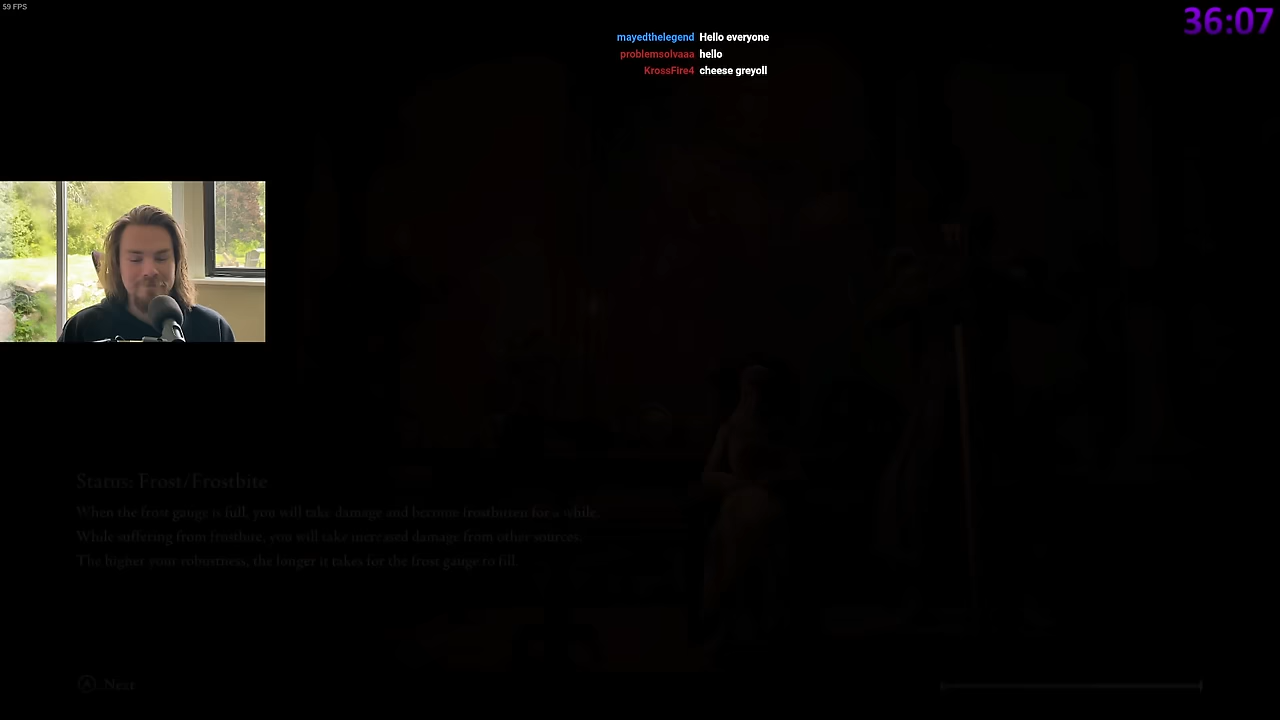 59 FPS
36:07
mayedthelegend Hello everyone
problemsolvaaa hello
KrossFire4 cheese greyoll
Status: Frost/Frostbite
When the frost gauge is full, you will take damage and become frostbitten for a while.
While suffering from frostbite, you will take increased damage from other sources.
The higher your robustness, the longer it takes for the frost gauge to fill.
A Next